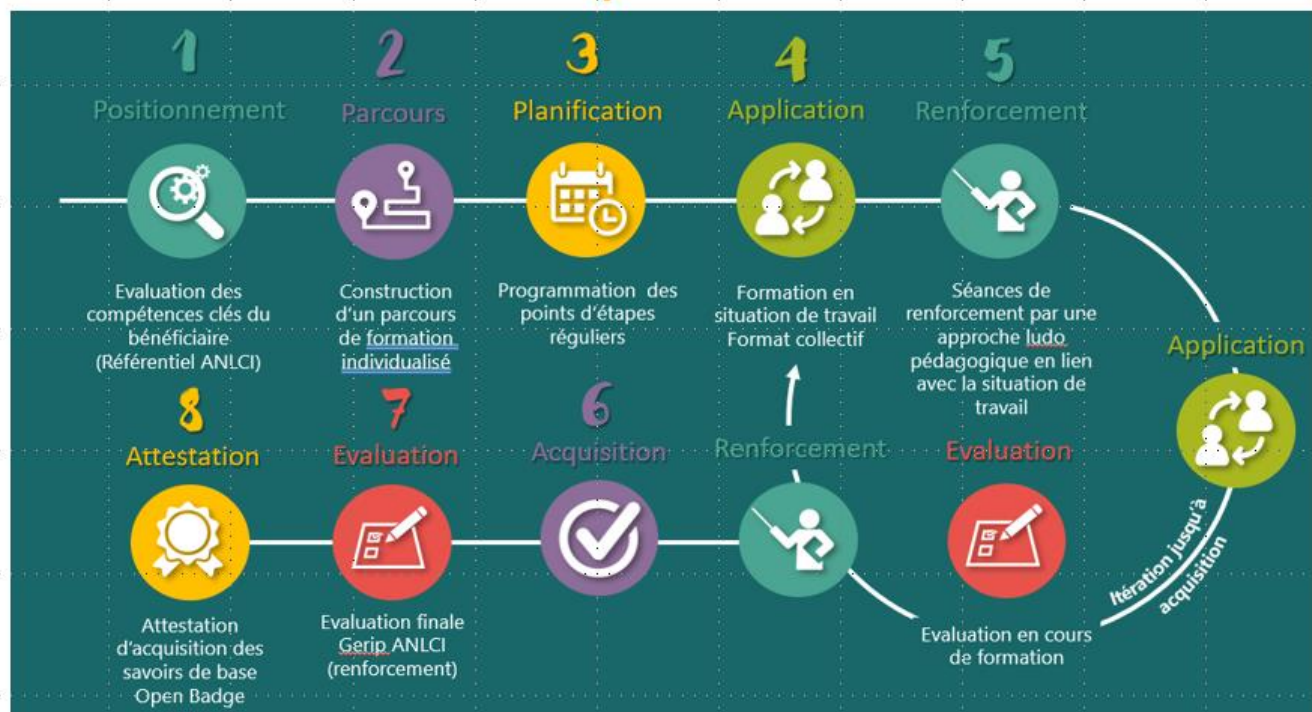 1
Positionnement
Evaluation des
compétences clés du
bénéficiaire
(Référentiel ANLCI)
2
Parcours
Construction
d'un parcours
de formation
individualisé
3
Planification
Programmation des
points d'étapes
réguliers
4
Application
Formation en
situation de travail
Format collectif
5
Renforcement
Séances de
renforcement par une
approche ludo
pédagogique en lien
avec la situation de
travail
Application
Itération jusqu'à
acquisition
Evaluation
Evaluation en cours
de formation
Renforcement
6
Acquisition
7
Evaluation
Evaluation finale
Gerip ANLCI
(renforcement)
8
Attestation
Attestation
d'acquisition des
savoirs de base
Open Badge